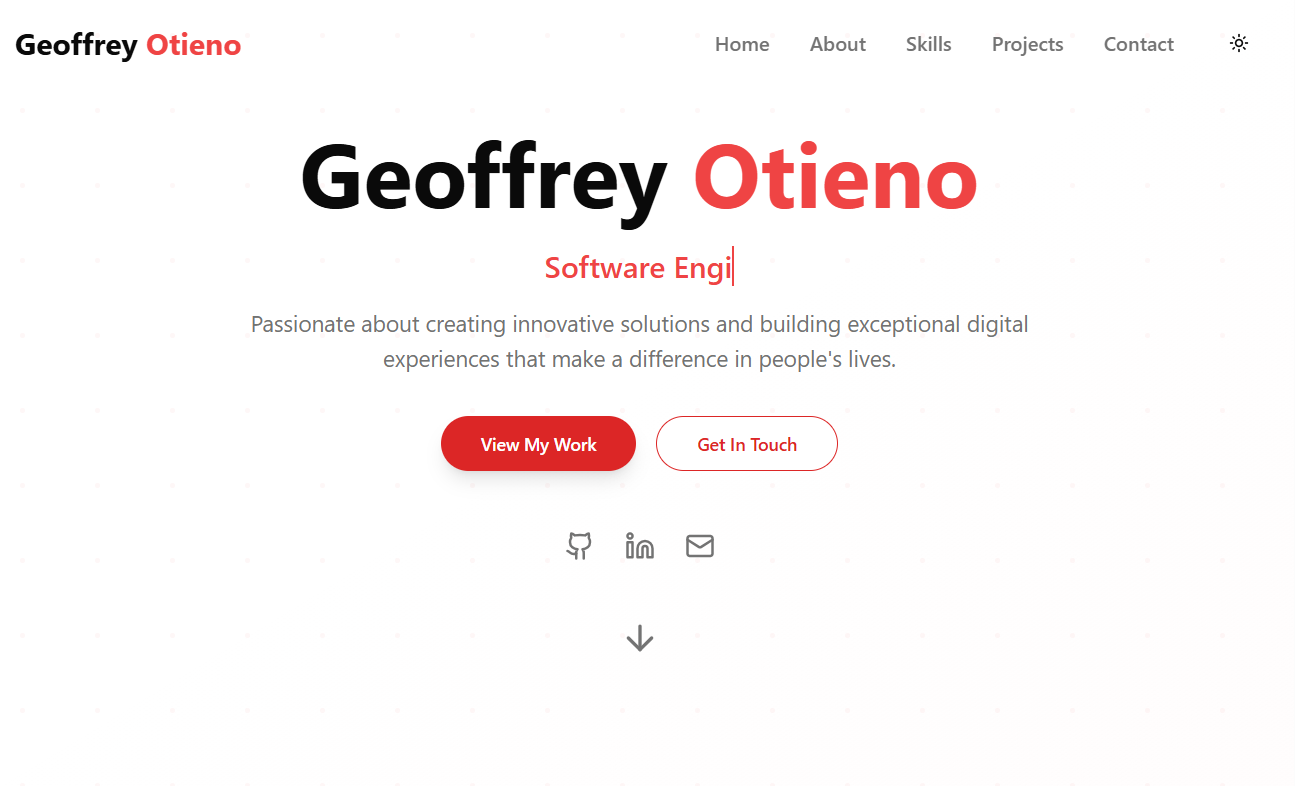 Geoffrey Otieno
Home About Skills Projects Contact
Geoffrey Otieno
Software Engi
Passionate about creating innovative solutions and building exceptional digital
experiences that make a difference in people's lives.
View My Work Get In Touch